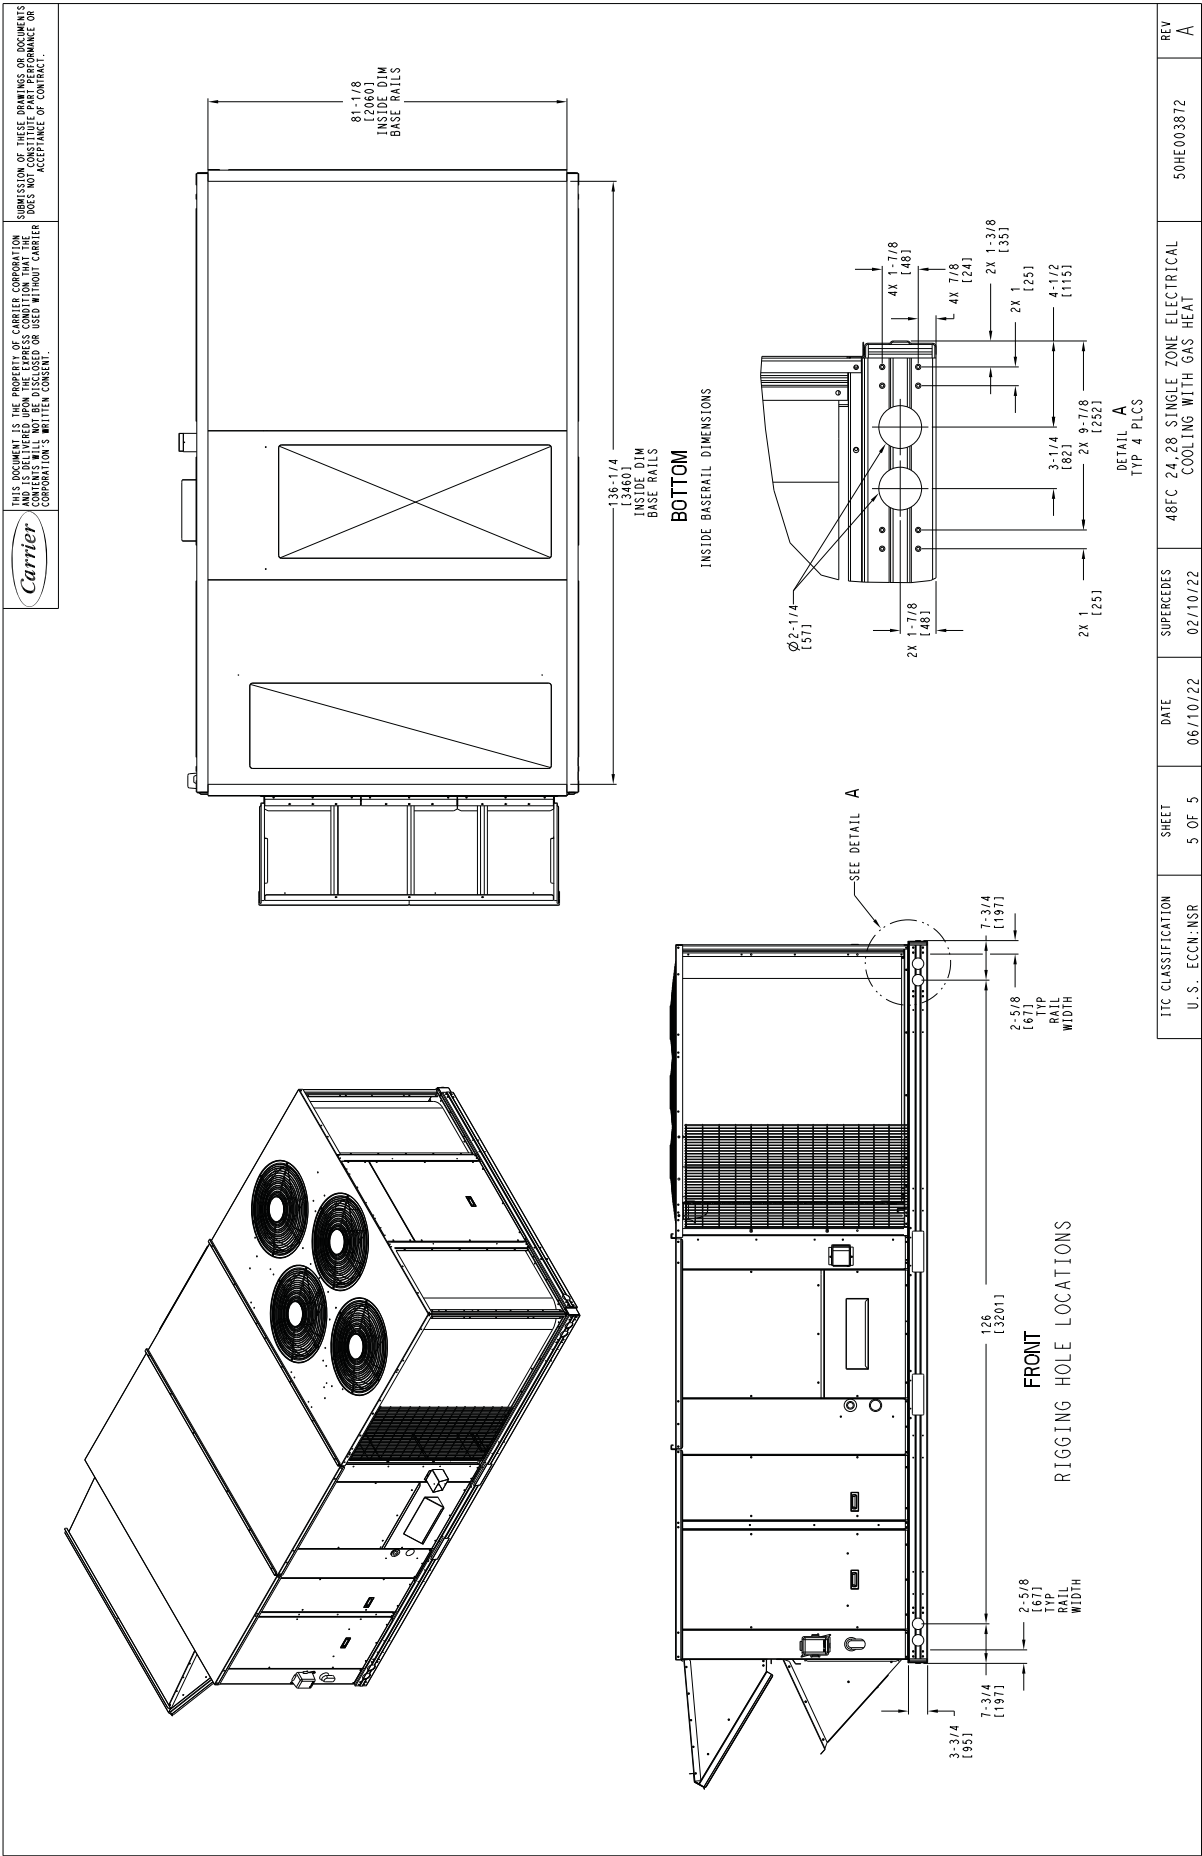 Carrier
THIS DOCUMENT IS THE PROPERTY OF CARRIER CORPORATION
AND IS DELIVERED UPON THE EXPRESS CONDITION THAT THE
CONTENTS WILL NOT BE DISCLOSED OR USED WITHOUT CARRIER
CORPORATION'S WRITTEN CONSENT.
SUBMISSION OF THESE DRAWINGS OR DOCUMENTS
DOES NOT CONSTITUTE PART PERFORMANCE OR
ACCEPTANCE OF CONTRACT.
81-1/8
[2060]
INSIDE DIM
BASE RAILS
136-1/4
[3460]
INSIDE DIM
BASE RAILS
BOTTOM
INSIDE BASERAIL DIMENSIONS
Ø2-1/4
[57]
2X 1-7/8
[48]
4X 1-7/8
[48]
4X 7/8
[24]
2X 1-3/8
[35]
2X 1
[25]
4-1/2
[115]
3-1/4
[82]
2X 9-7/8
[252]
2X 1
[25]
DETAIL A
TYP 4 PLCS
SEE DETAIL A
7-3/4
[197]
2-5/8
[67]
TYP
RAIL
WIDTH
126
[3201]
FRONT
RIGGING HOLE LOCATIONS
2-5/8
[67]
TYP
RAIL
WIDTH
7-3/4
[197]
3-3/4
[95]
ITC CLASSIFICATION
U.S. ECCN:NSR
SHEET
5 OF 5
DATE
06/10/22
SUPERCEDES
02/10/22
48FC 24,28 SINGLE ZONE ELECTRICAL
COOLING WITH GAS HEAT
50HE003872
REV
A